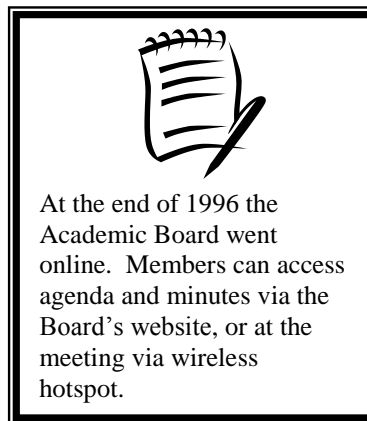 At the end of 1996 the
Academic Board went
online.  Members can access
agenda and minutes via the
Board’s website, or at the
meeting via wireless
hotspot.